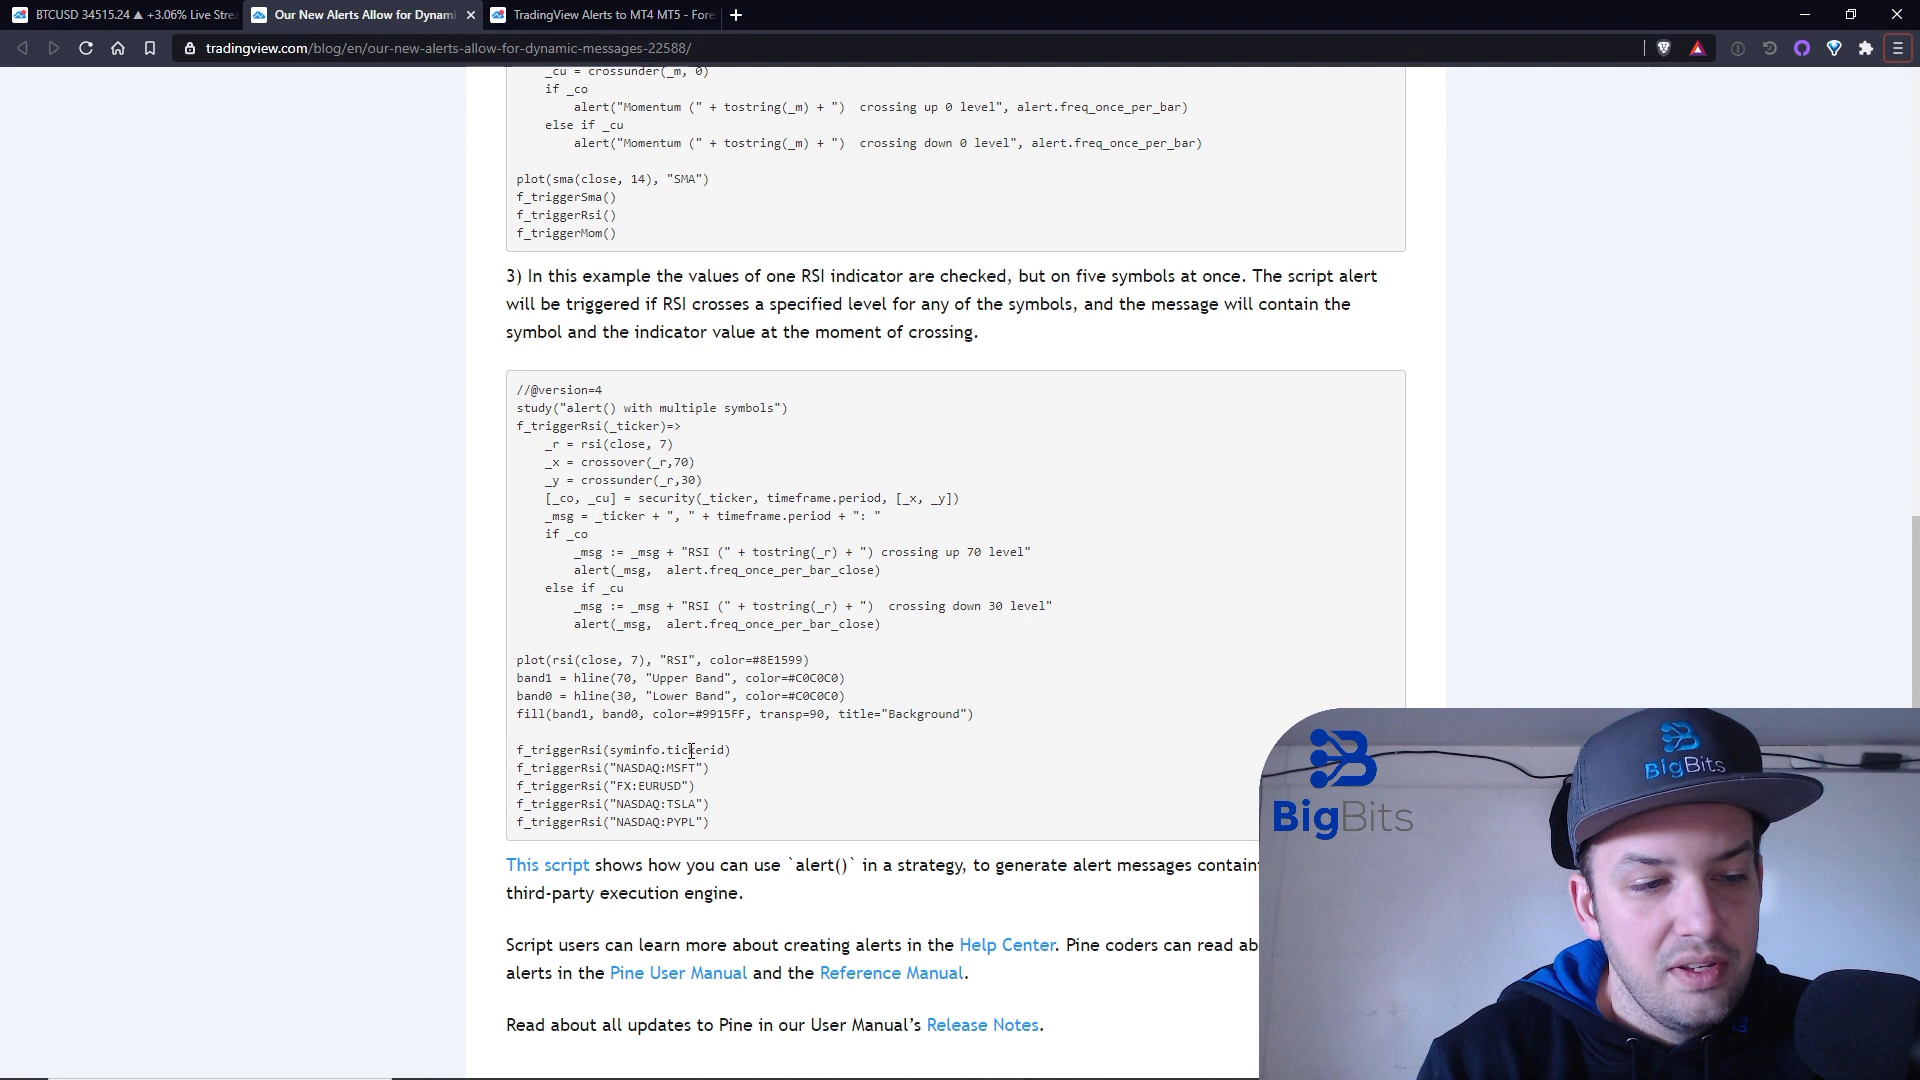 BTCUSD 34515.24 ▲ +3.06% Live Stre
Our New Alerts Allow for Dynami
TradingView Alerts to MT4 MT5 - Fore
tradingview.com/blog/en/our-new-alerts-allow-for-dynamic-messages-22588/
_cu = crossunder(_m, 0)
if _co
alert("Momentum (" + tostring(_m) + ")  crossing up 0 level", alert.freq_once_per_bar)
else if _cu
alert("Momentum (" + tostring(_m) + ")  crossing down 0 level", alert.freq_once_per_bar)
plot(sma(close, 14), "SMA")
f_triggerSma()
f_triggerRsi()
f_triggerMom()
3) In this example the values of one RSI indicator are checked, but on five symbols at once. The script alert
will be triggered if RSI crosses a specified level for any of the symbols, and the message will contain the
symbol and the indicator value at the moment of crossing.
//@version=4
study("alert() with multiple symbols")
f_triggerRsi(_ticker)=>
_r = rsi(close, 7)
_x = crossover(_r,70)
_y = crossunder(_r,30)
[_co, _cu] = security(_ticker, timeframe.period, [_x, _y])
_msg = _ticker + ", " + timeframe.period + ": "
if _co
_msg := _msg + "RSI (" + tostring(_r) + ") crossing up 70 level"
alert(_msg,  alert.freq_once_per_bar_close)
else if _cu
_msg := _msg + "RSI (" + tostring(_r) + ")  crossing down 30 level"
alert(_msg,  alert.freq_once_per_bar_close)
plot(rsi(close, 7), "RSI", color=#8E1599)
band1 = hline(70, "Upper Band", color=#C0C0C0)
band0 = hline(30, "Lower Band", color=#C0C0C0)
fill(band1, band0, color=#9915FF, transp=90, title="Background")
f_triggerRsi(syminfo.tickerid)
f_triggerRsi("NASDAQ:MSFT")
f_triggerRsi("FX:EURUSD")
f_triggerRsi("NASDAQ:TSLA")
f_triggerRsi("NASDAQ:PYPL")
This script shows how you can use `alert()` in a strategy, to generate alert messages contain
third-party execution engine.
Script users can learn more about creating alerts in the Help Center. Pine coders can read ab
alerts in the Pine User Manual and the Reference Manual.
Read about all updates to Pine in our User Manual’s Release Notes.
BigBits
BigBits